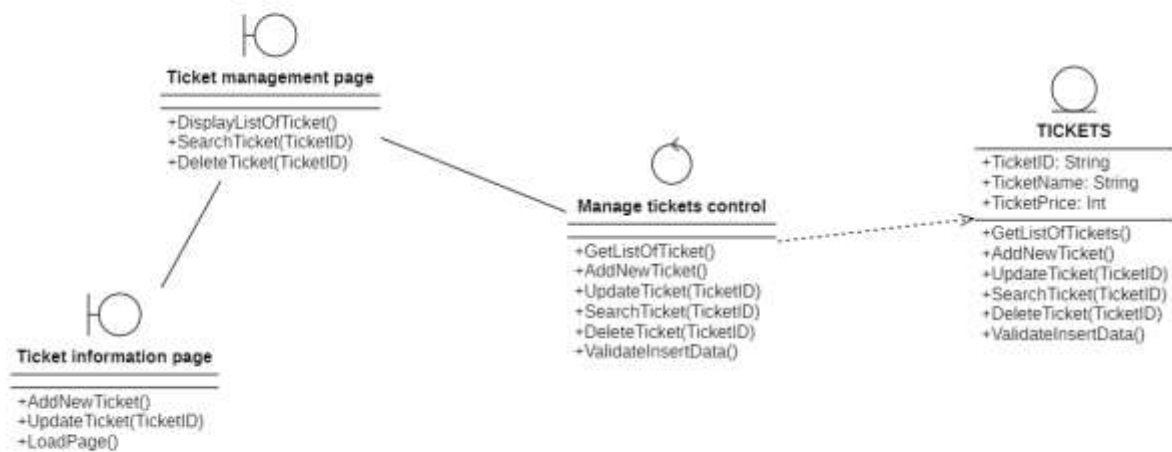 Ticket management page
+DisplayListOfTicket()
+SearchTicket(TicketID)
+DeleteTicket(TicketID)
Ticket information page
+AddNewTicket()
+UpdateTicket(TicketID)
+LoadPage()
Manage tickets control
+GetListOfTicket()
+AddNewTicket()
+UpdateTicket(TicketID)
+SearchTicket(TicketID)
+DeleteTicket(TicketID)
+ValidateInsertData()
TICKETS
+TicketID: String
+TicketName: String
+TicketPrice: Int
+GetListOfTickets()
+AddNewTicket()
+UpdateTicket(TicketID)
+SearchTicket(TicketID)
+DeleteTicket(TicketID)
+ValidateInsertData()